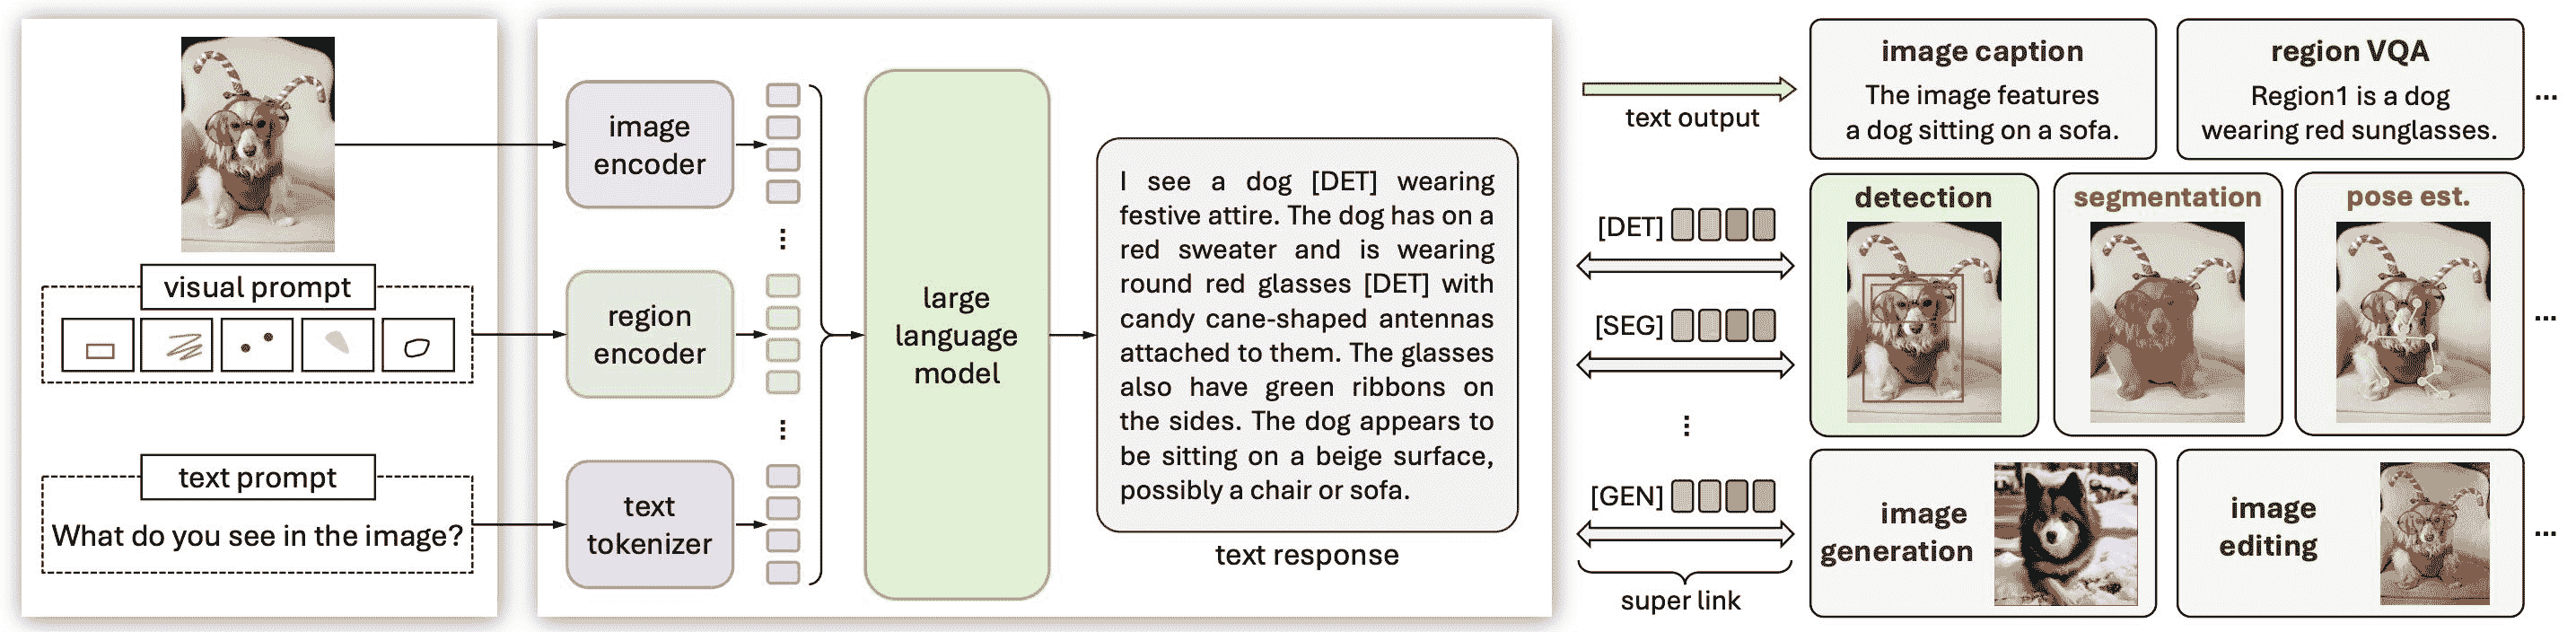 visual prompt
text prompt
What do you see in the image?
image
encoder
region
encoder
text
tokenizer
large
language
model
I see a dog [DET] wearing
festive attire. The dog has on a
red sweater and is wearing
round red glasses [DET] with
candy cane-shaped antennas
attached to them. The glasses
also have green ribbons on
the sides. The dog appears to
be sitting on a beige surface,
possibly a chair or sofa.
text response
text output
[DET]
[SEG]
[GEN]
super link
image caption
The image features
a dog sitting on a sofa.
region VQA
Region1 is a dog
wearing red sunglasses.
...
detection
segmentation
pose est.
...
image
generation
image
editing
...